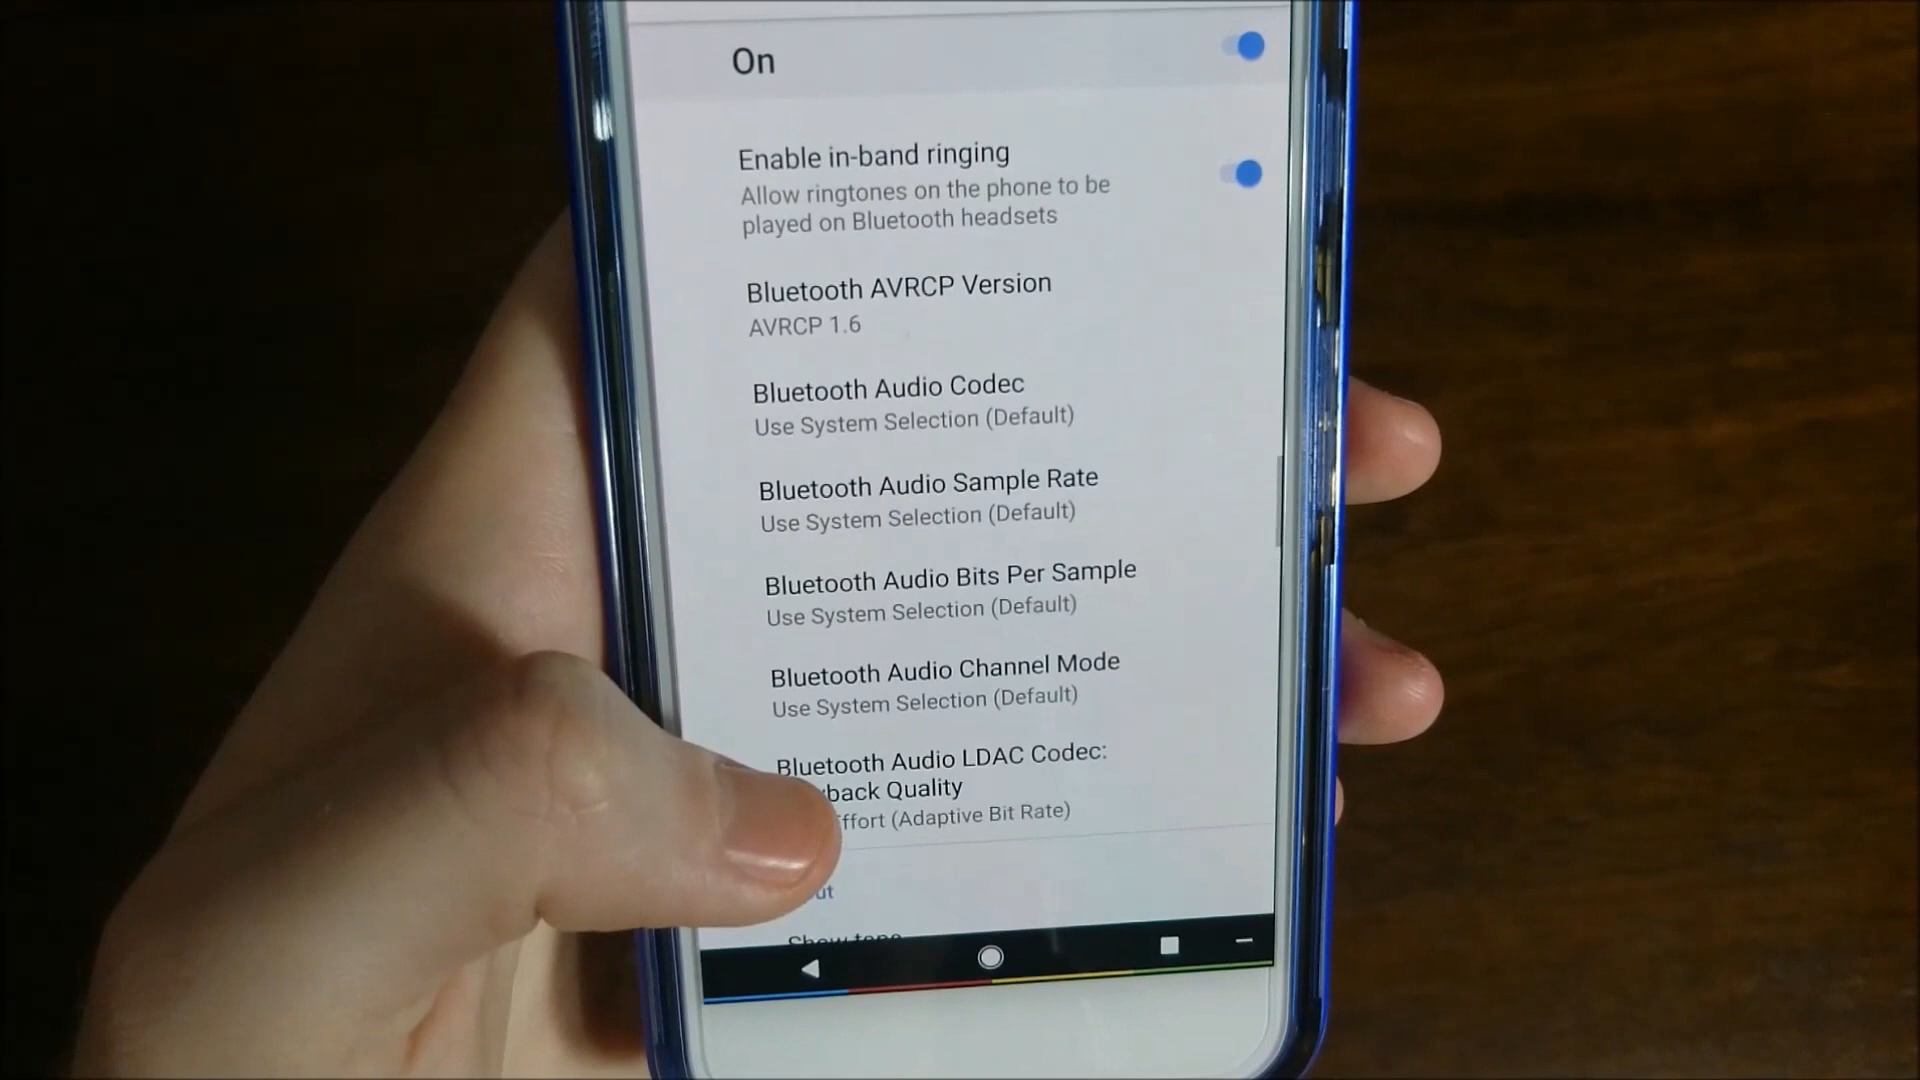 On
Enable in-band ringing
Allow ringtones on the phone to be
played on Bluetooth headsets
Bluetooth AVRCP Version
AVRCP 1.6
Bluetooth Audio Codec
Use System Selection (Default)
Bluetooth Audio Sample Rate
Use System Selection (Default)
Bluetooth Audio Bits Per Sample
Use System Selection (Default)
Bluetooth Audio Channel Mode
Use System Selection (Default)
Bluetooth Audio LDAC Codec:
Quality
(Adaptive Bit Rate)